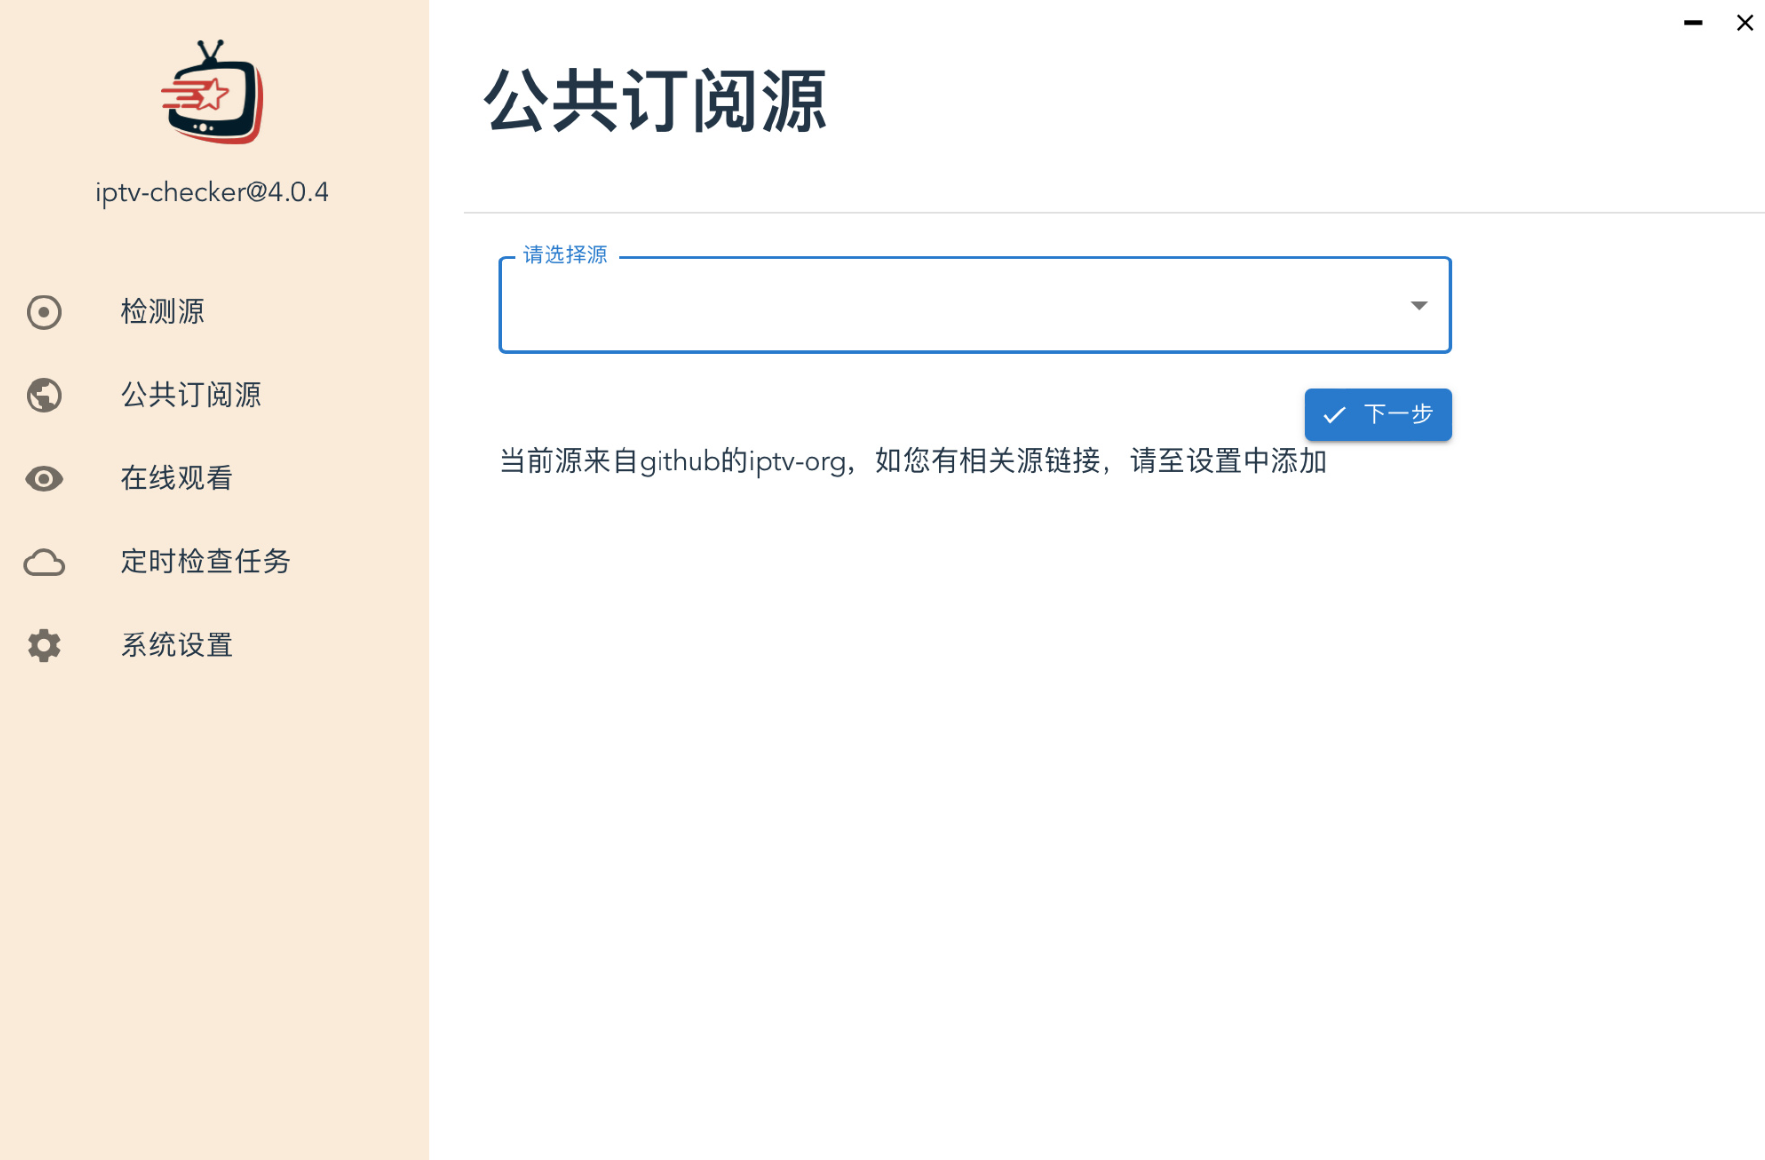 iptv-checker@4.0.4
检测源
公共订阅源
在线观看
定时检查任务
系统设置
公共订阅源
请选择源
下一步
当前源来自github的iptv-org，如您有相关源链接，请至设置中添加